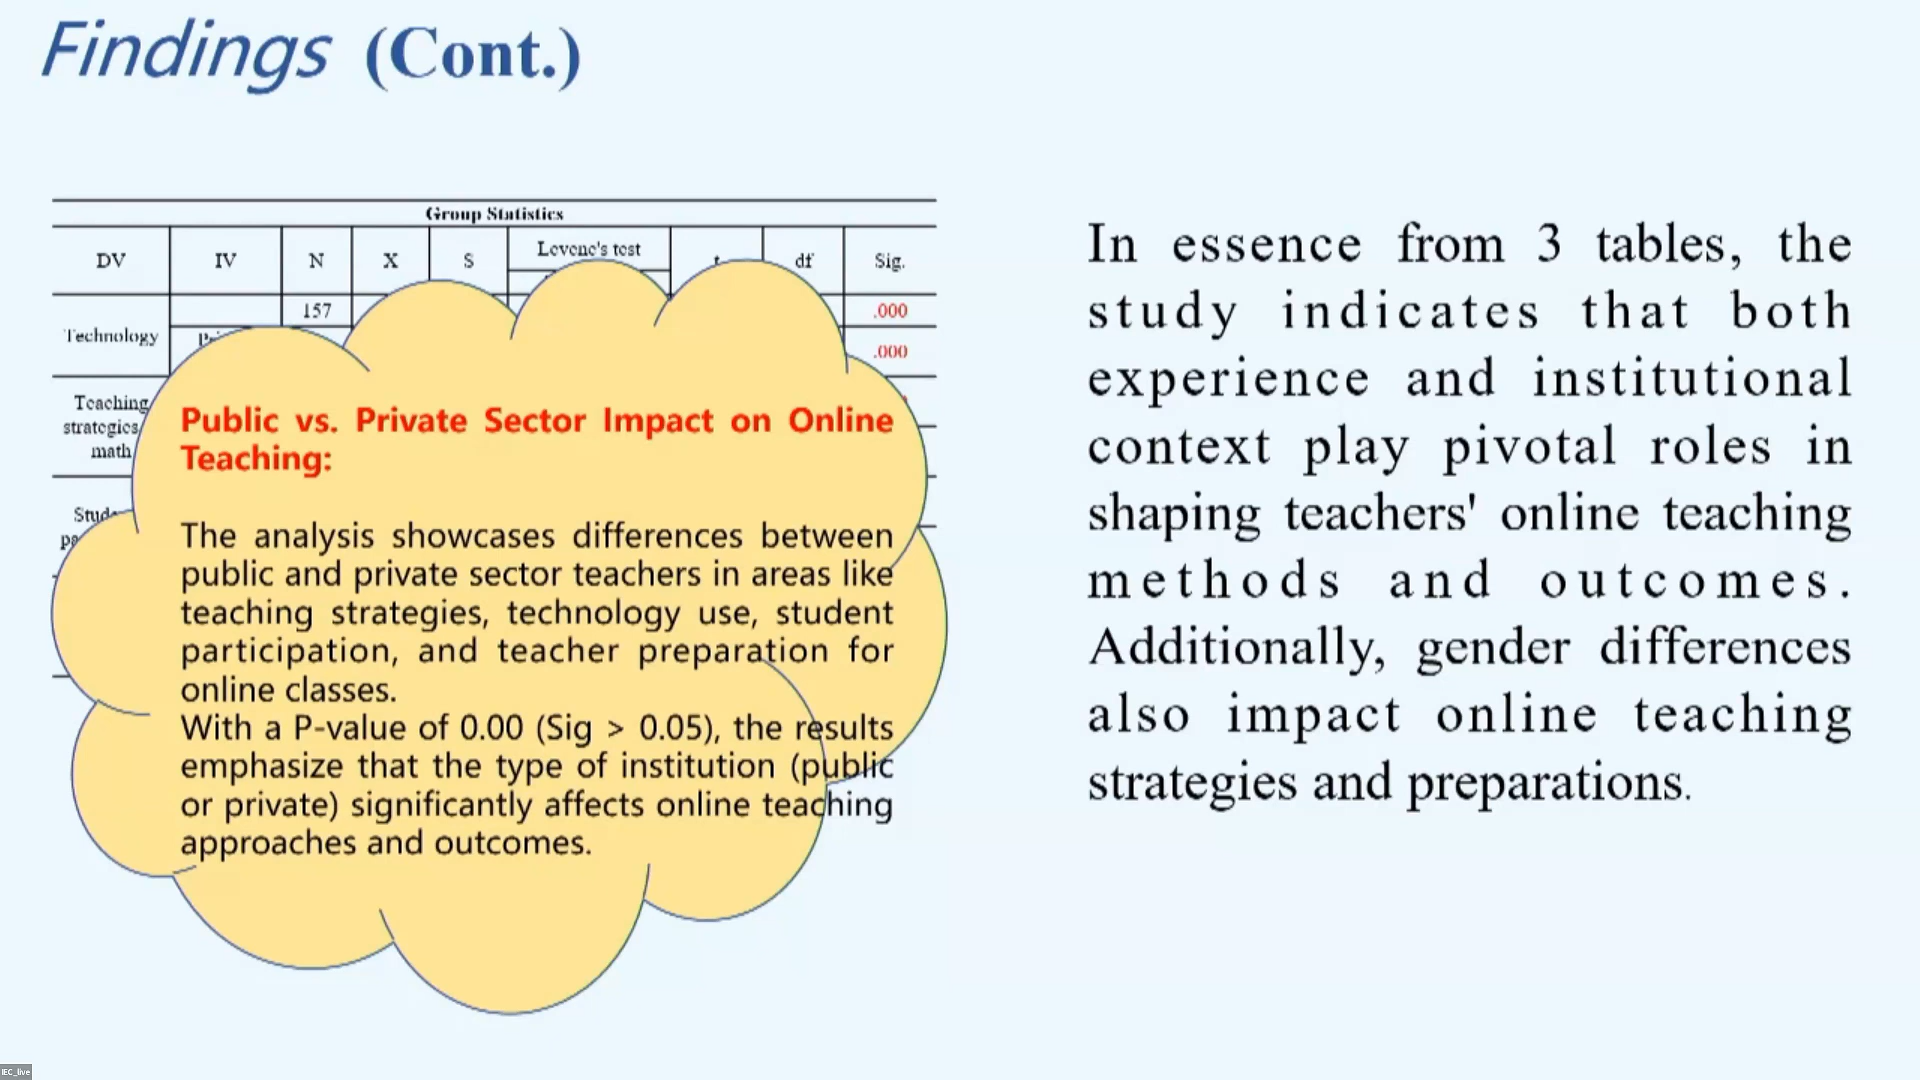 Findings (Cont.)
Group Statistics
DV IV N X S Levene's test t df Sig.
157 .000
Technology .000
Teaching
strategies
math
Public vs. Private Sector Impact on Online
Teaching:
The analysis showcases differences between
public and private sector teachers in areas like
teaching strategies, technology use, student
participation, and teacher preparation for
online classes.
With a P-value of 0.00 (Sig > 0.05), the results
emphasize that the type of institution (public
or private) significantly affects online teaching
approaches and outcomes.
In essence from 3 tables, the
study indicates that both
experience and institutional
context play pivotal roles in
shaping teachers' online teaching
methods and outcomes.
Additionally, gender differences
also impact online teaching
strategies and preparations.
IEC_live